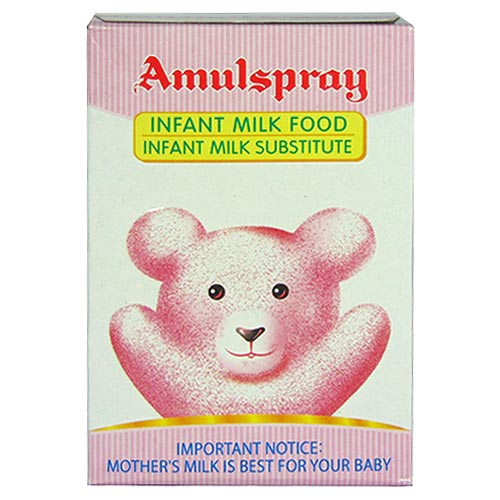 Amulspray
INFANT MILK FOOD
INFANT MILK SUBSTITUTE
IMPORTANT NOTICE:
MOTHER'S MILK IS BEST FOR YOUR BABY